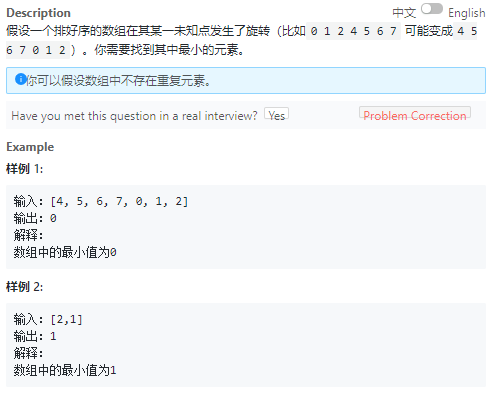 Description 中文 English
假设一个排好序的数组在其某一未知点发生了旋转（比如 0 1 2 4 5 6 7 可能变成 4 5
6 7 0 1 2 ）。你需要找到其中最小的元素。
你可以假设数组中不存在重复元素。
Have you met this question in a real interview? Yes Problem Correction
Example
样例 1:
输入: [4, 5, 6, 7, 0, 1, 2]
输出: 0
解释:
数组中的最小值为0
样例 2:
输入: [2,1]
输出: 1
解释:
数组中的最小值为1